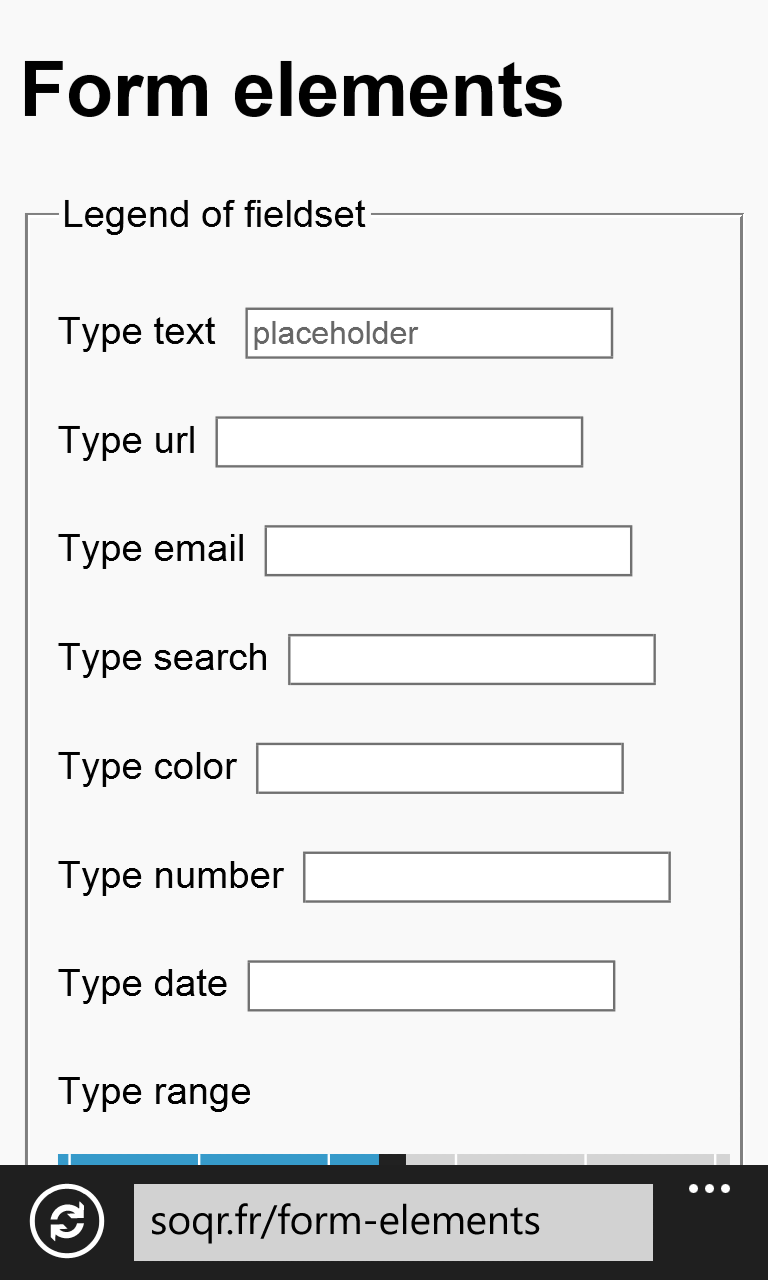 Form elements
Legend of fieldset
Type text placeholder
Type url
Type email
Type search
Type color
Type number
Type date
Type range
soqr.fr/form-elements